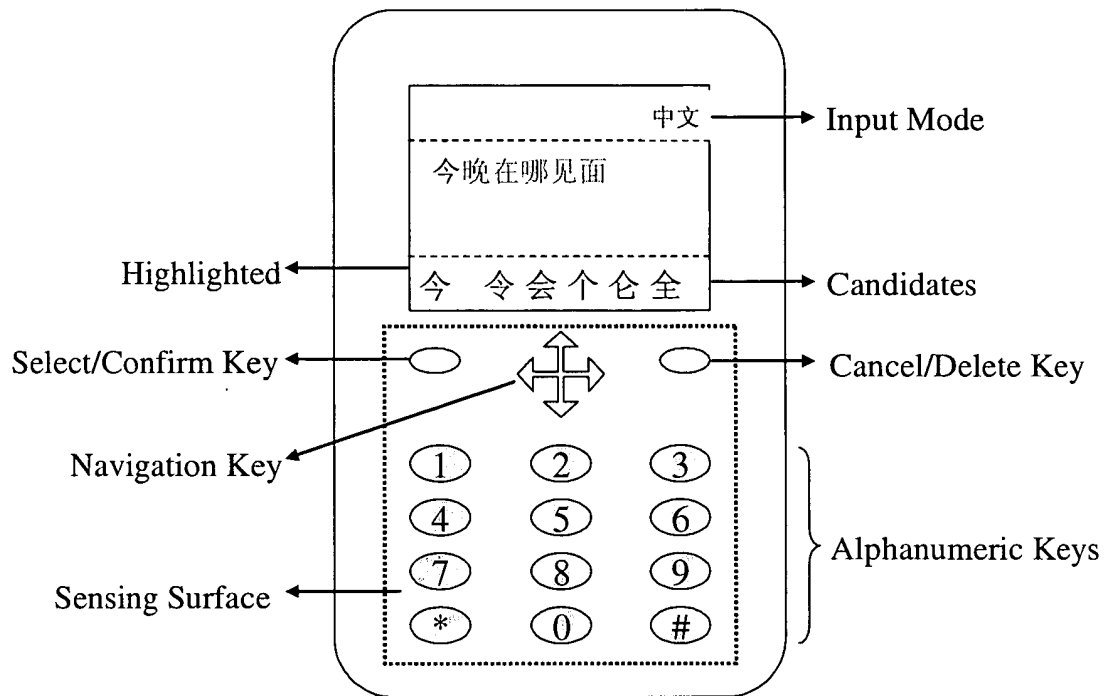 中文
Input Mode
今晚在哪见面
Highlighted
今 令会个仑全
Candidates
Select/Confirm Key
Cancel/Delete Key
Navigation Key
1 2 3
4 5 6
Alphanumeric Keys
7 8 9
Sensing Surface
* 0 #